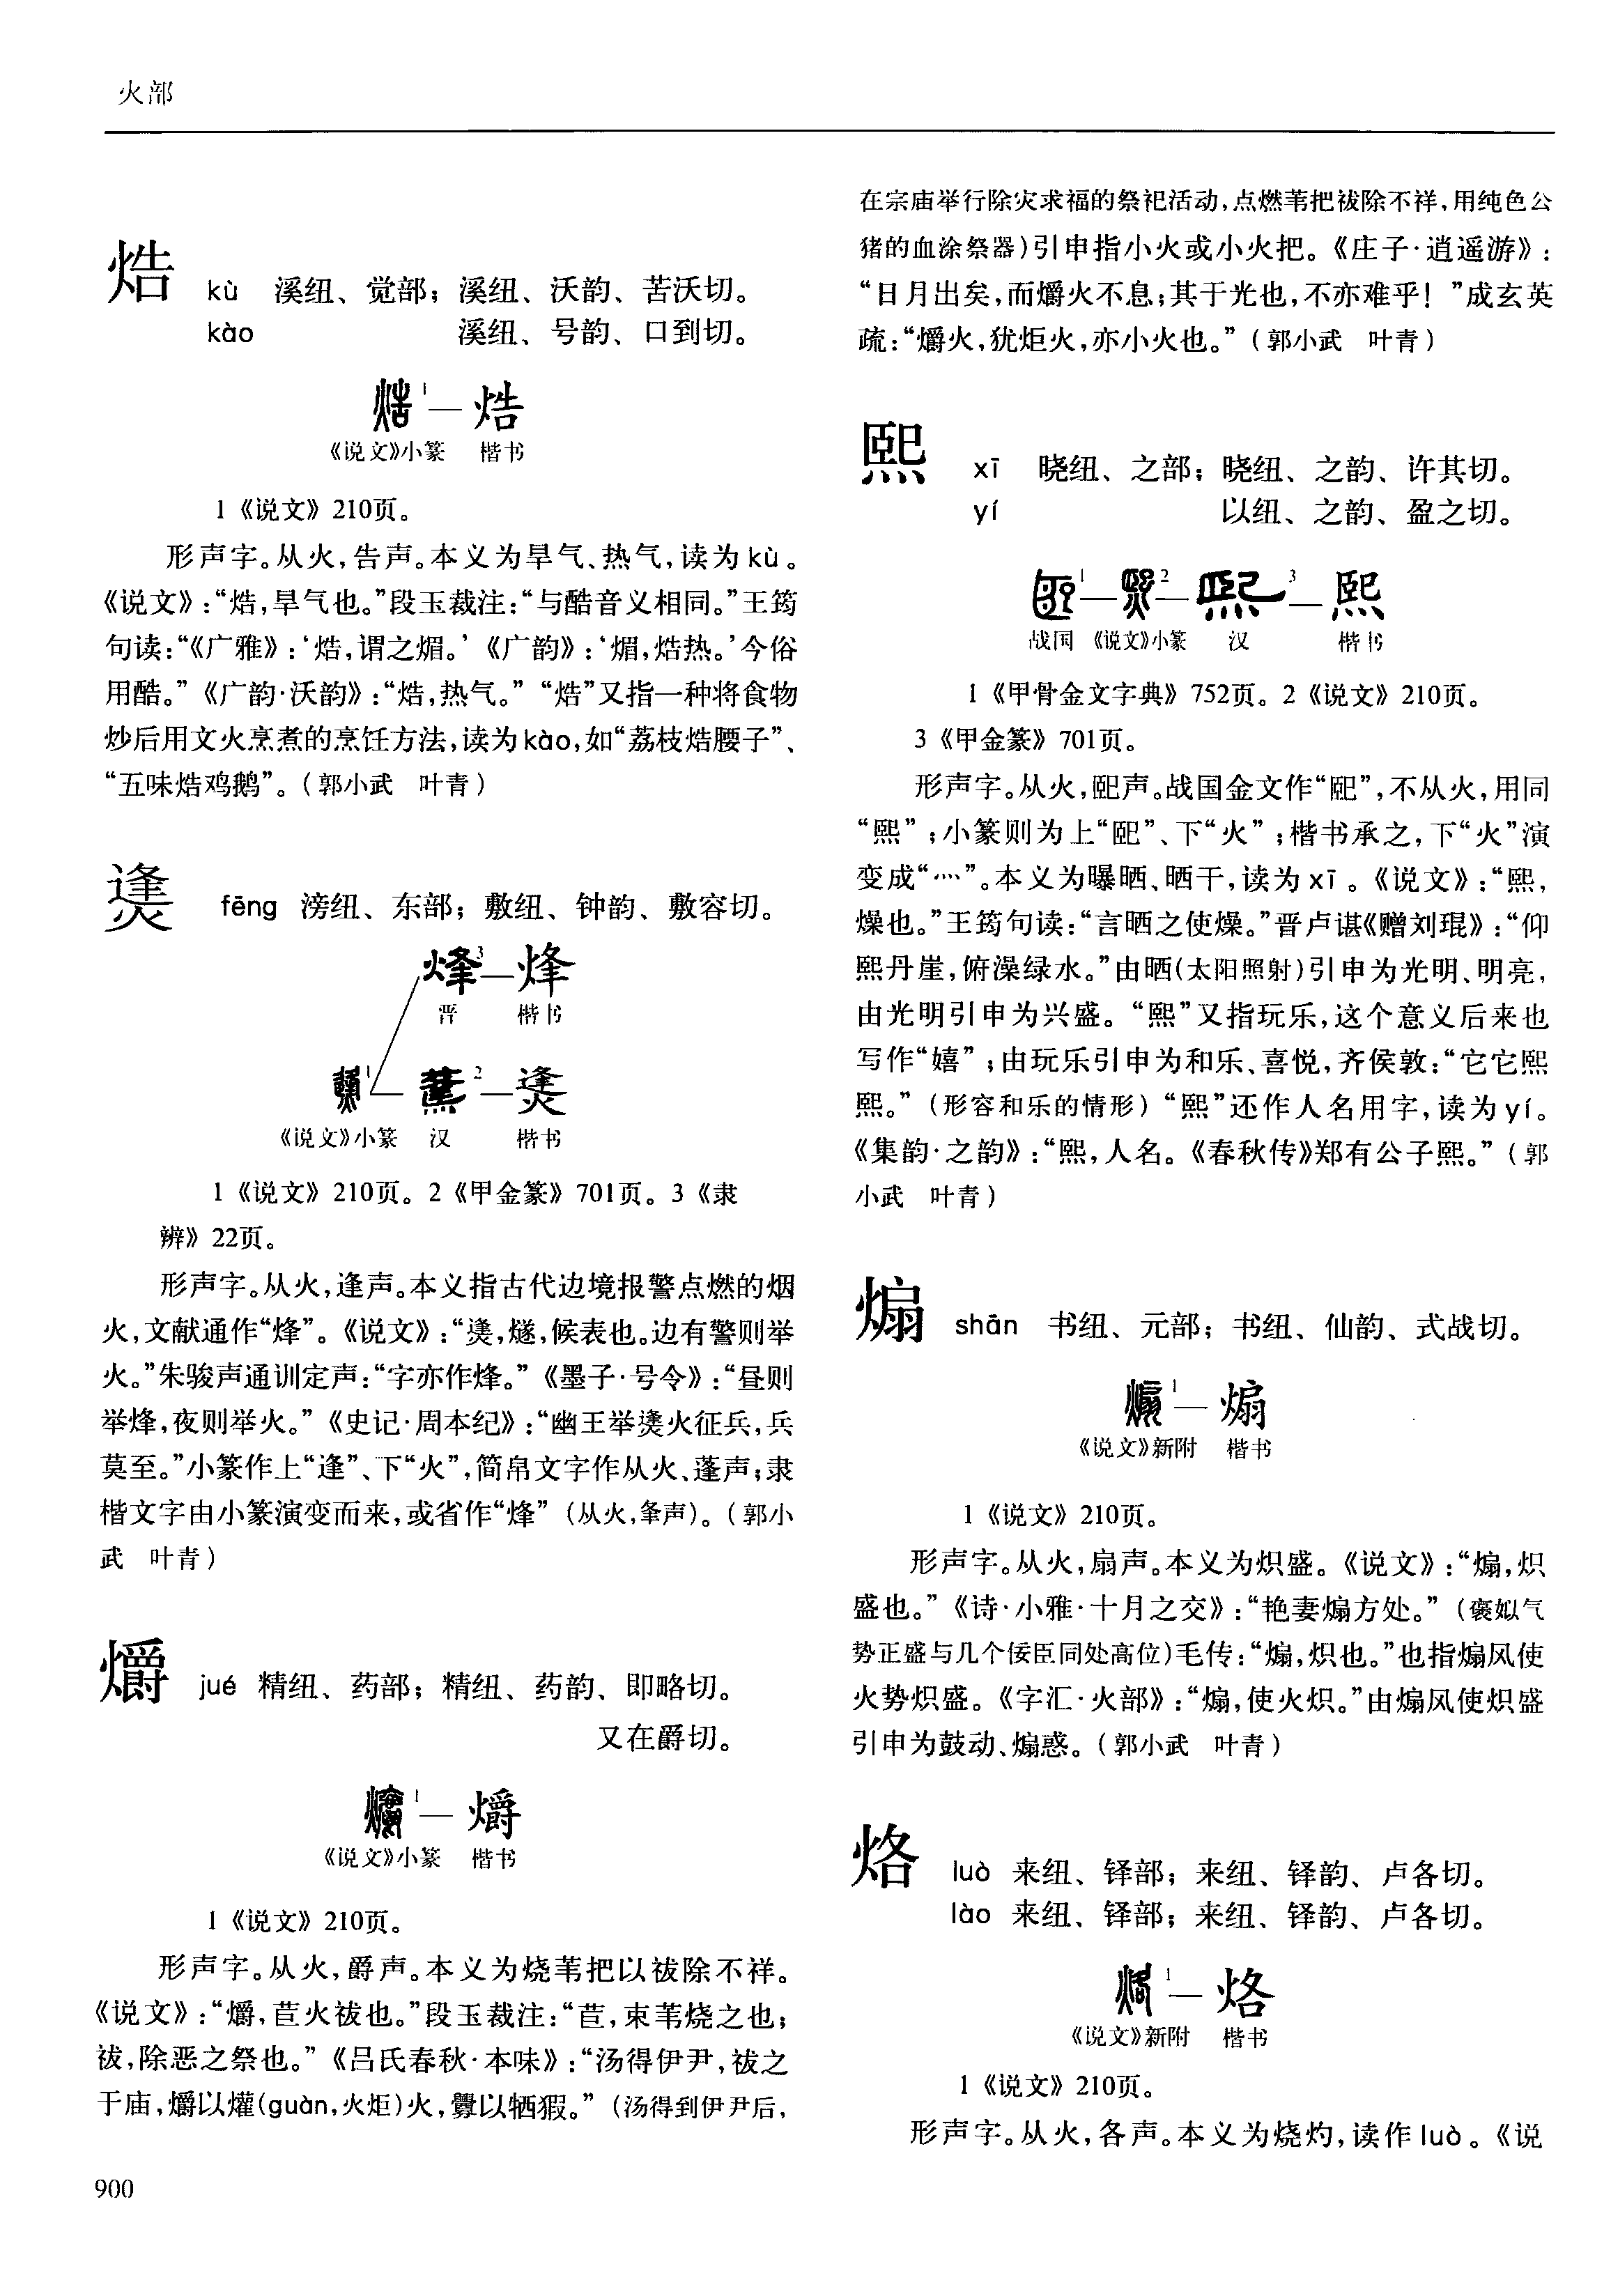 火部
焅 kù 溪纽、觉部；溪纽、沃韵、苦沃切。
kào 溪纽、号韵、口到切。
1—焅
《说文》小篆 楷书
1《说文》210页。
形声字。从火，告声。本义为旱气、热气，读为kù。
《说文》：“焅，旱气也。”段玉裁注：“与酷音义相同。”王筠
句读：“《广雅》：‘焅，谓之煝。’《广韵》：‘煝，焅热。’今俗
用酷。”《广韵·沃韵》：“焅，热气。”“焅”又指一种将食物
炒后用文火烹煮的烹饪方法，读为kào，如“荔枝焅腰子”、
“五味焅鸡鹅”。（郭小武 叶青）
㷭 fēng 滂纽、东部；敷纽、钟韵、敷容切。
烽3—烽
晋 楷书
1—2—㷭
《说文》小篆 汉 楷书
1《说文》210页。2《甲金篆》701页。3《隶
辨》22页。
形声字。从火，逢声。本义指古代边境报警点燃的烟
火，文献通作“烽”。《说文》：“㷭，燧，候表也。边有警则举
火。”朱骏声通训定声：“字亦作烽。”《墨子·号令》：“昼则
举烽，夜则举火。”《史记·周本纪》：“幽王举㷭火征兵，兵
莫至。”小篆作上“逢”、下“火”，简帛文字作从火、蓬声；隶
楷文字由小篆演变而来，或省作“烽”（从火，夆声）。（郭小
武 叶青）
爝 jué 精纽、药部；精纽、药韵、即略切。
又在爵切。
1—爝
《说文》小篆 楷书
1《说文》210页。
形声字。从火，爵声。本义为烧苇把以祓除不祥。
《说文》：“爝，苣火祓也。”段玉裁注：“苣，束苇烧之也；
祓，除恶之祭也。”《吕氏春秋·本味》：“汤得伊尹，祓之
于庙，爝以爟(guàn，火炬)火，衅以牺猳。”（汤得到伊尹后，
900
在宗庙举行除灾求福的祭祀活动，点燃苇把祓除不祥，用纯色公
猪的血涂祭器）引申指小火或小火把。《庄子·逍遥游》：
“日月出矣，而爝火不息；其于光也，不亦难乎！”成玄英
疏：“爝火，犹炬火，亦小火也。”（郭小武 叶青）
熙 xī 晓纽、之部；晓纽、之韵、许其切。
yí 以纽、之韵、盈之切。
1—2—3—熙
战国 《说文》小篆 汉 楷书
1《甲骨金文字典》752页。2《说文》210页。
3《甲金篆》701页。
形声字。从火，巸声。战国金文作“巸”，不从火，用同
“熙”；小篆则为上“巸”、下“火”；楷书承之，下“火”演
变成“灬”。本义为曝晒、晒干，读为xī。《说文》：“熙，
燥也。”王筠句读：“言晒之使燥。”晋卢谌《赠刘琨》：“仰
熙丹崖，俯澡绿水。”由晒（太阳照射）引申为光明、明亮，
由光明引申为兴盛。“熙”又指玩乐，这个意义后来也
写作“嬉”；由玩乐引申为和乐、喜悦，齐侯敦：“它它熙
熙。”（形容和乐的情形）“熙”还作人名用字，读为yí。
《集韵·之韵》：“熙，人名。《春秋传》郑有公子熙。”（郭
小武 叶青）
煽 shān 书纽、元部；书纽、仙韵、式战切。
1—煽
《说文》新附 楷书
1《说文》210页。
形声字。从火，扇声。本义为炽盛。《说文》：“煽，炽
盛也。”《诗·小雅·十月之交》：“艳妻煽方处。”（褒姒气
势正盛与几个佞臣同处高位）毛传：“煽，炽也。”也指煽风使
火势炽盛。《字汇·火部》：“煽，使火炽。”由煽风使炽盛
引申为鼓动、煽惑。（郭小武 叶青）
烙 luò 来纽、铎部；来纽、铎韵、卢各切。
lào 来纽、铎部；来纽、铎韵、卢各切。
1—烙
《说文》新附 楷书
1《说文》210页。
形声字。从火，各声。本义为烧灼，读作luò。《说